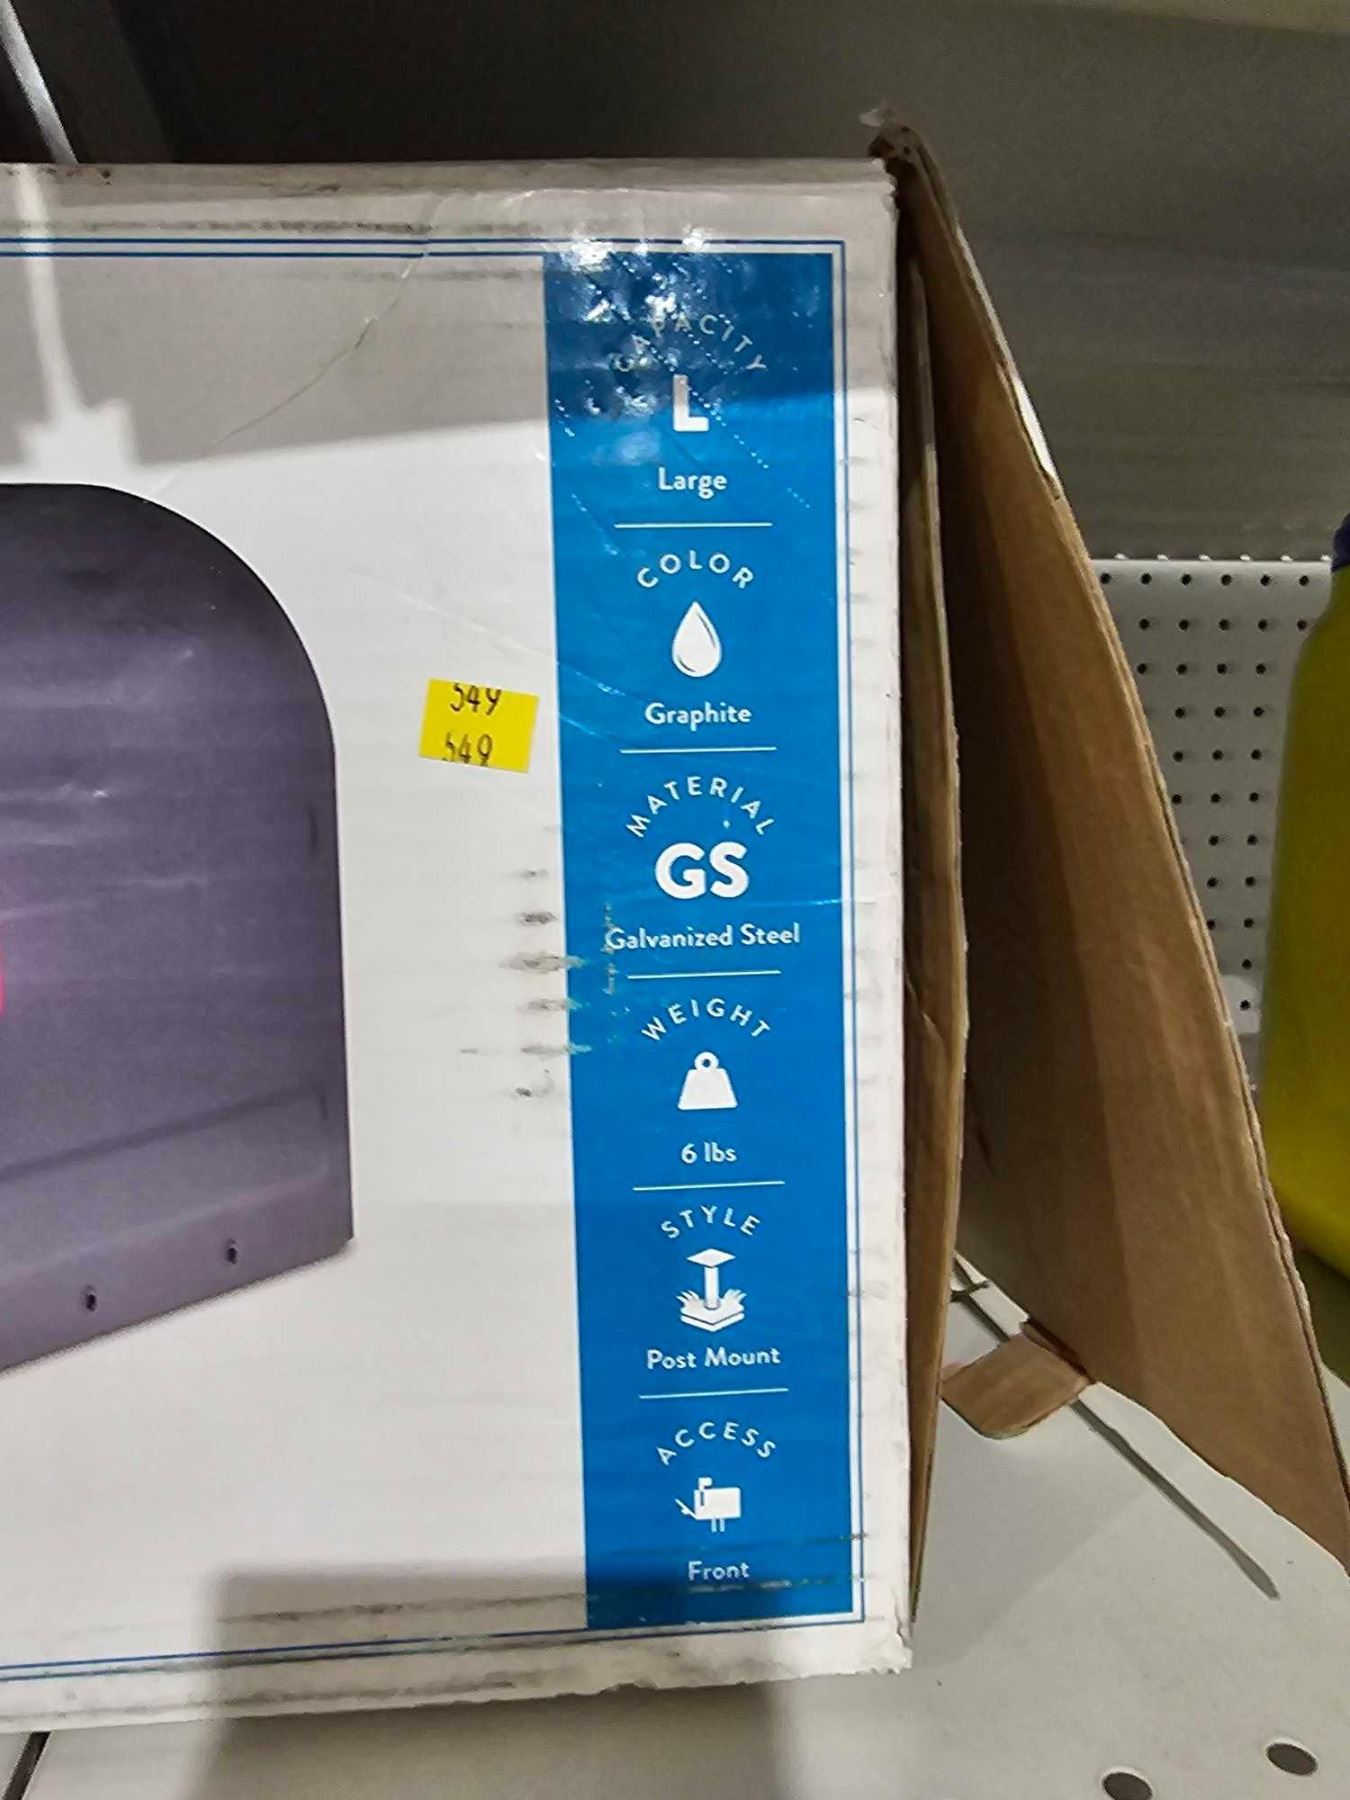 CAPACITY
L
Large
COLOR
Graphite
549
549
MATERIAL
GS
Galvanized Steel
WEIGHT
6 lbs
STYLE
Post Mount
ACCESS
Front